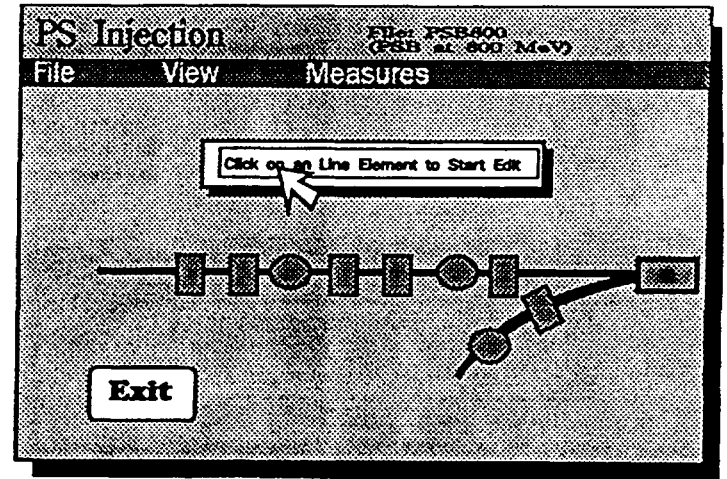 PS Injection
File: PSB800
(PSB at 800 MeV)
File View Measures
Click on an Line Element to Start Edit
Exit